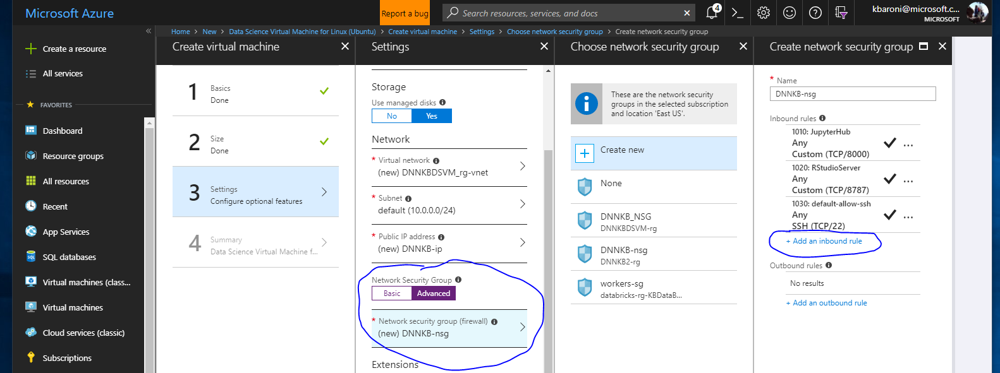 Microsoft Azure
Report a bug
Search resources, services, and docs
4
kbaroni@microsoft.c...
MICROSOFT
Home > New > Data Science Virtual Machine for Linux (Ubuntu) > Create virtual machine > Settings > Choose network security group > Create network security group
Create a resource
All services
FAVORITES
Dashboard
Resource groups
All resources
Recent
App Services
SQL databases
Virtual machines (classi...
Virtual machines
Cloud services (classic)
Subscriptions
Create virtual machine
1
Basics
Done
2
Size
Done
3
Settings
Configure optional features
4
Summary
Data Science Virtual Machine f...
Settings
Storage
Use managed disks
No Yes
Network
* Virtual network
(new) DNNKBDSVM_rg-vnet
* Subnet
default (10.0.0.0/24)
* Public IP address
(new) DNNKB-ip
Network Security Group
Basic Advanced
* Network security group (firewall)
(new) DNNKB-nsg
Extensions
Choose network security group
These are the network security
groups in the selected subscription
and location 'East US'.
Create new
None
DNNKB_NSG
DNNKBDSVM-rg
DNNKB-nsg
DNNKB2-rg
workers-sg
databricks-rg-KBDataB...
Create network security group
* Name
DNNKB-nsg
Inbound rules
1010: JupyterHub
Any
Custom (TCP/8000)
...
1020: RStudioServer
Any
Custom (TCP/8787)
...
1030: default-allow-ssh
Any
SSH (TCP/22)
...
+ Add an inbound rule
Outbound rules
No results
+ Add an outbound rule